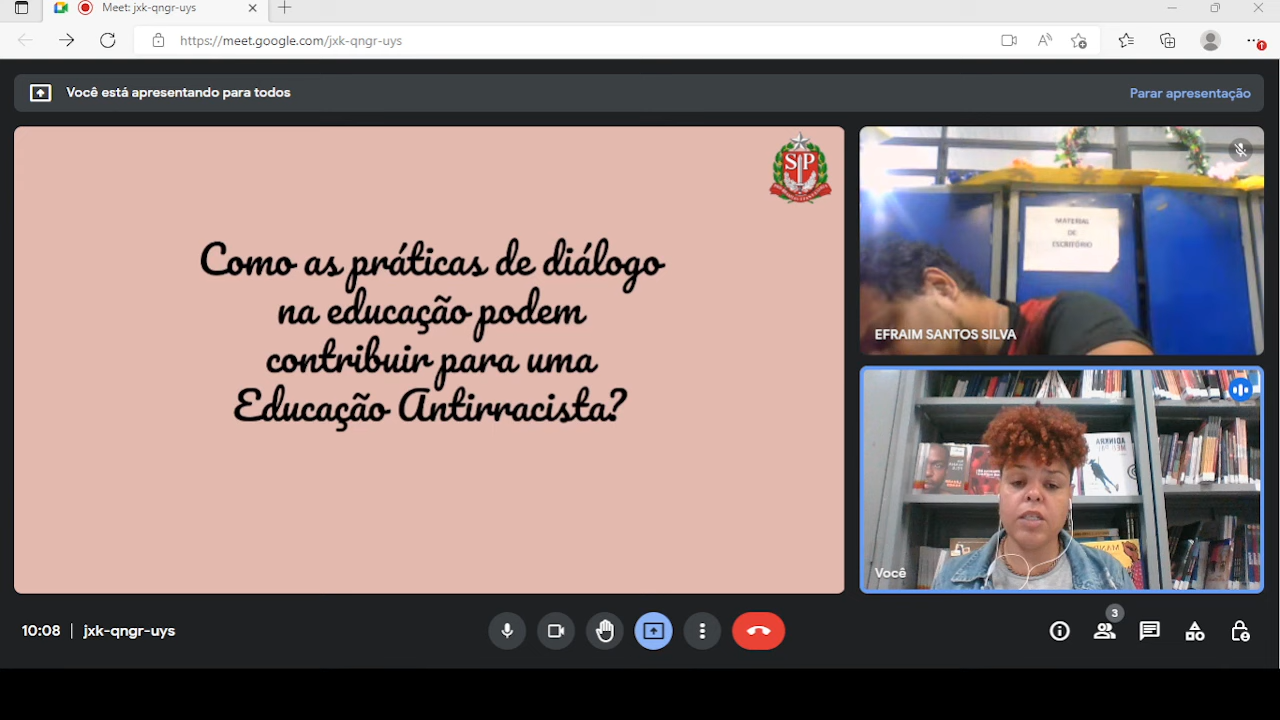 Meet: jxk-qngr-uys
https://meet.google.com/jxk-qngr-uys
Você está apresentando para todos
Parar apresentação
SP
Como as práticas de diálogo
na educação podem
contribuir para uma
Educação Antirracista?
MATERIAL
DE
ESCRITÓRIO
EFRAIM SANTOS SILVA
Você
10:08 | jxk-qngr-uys
3